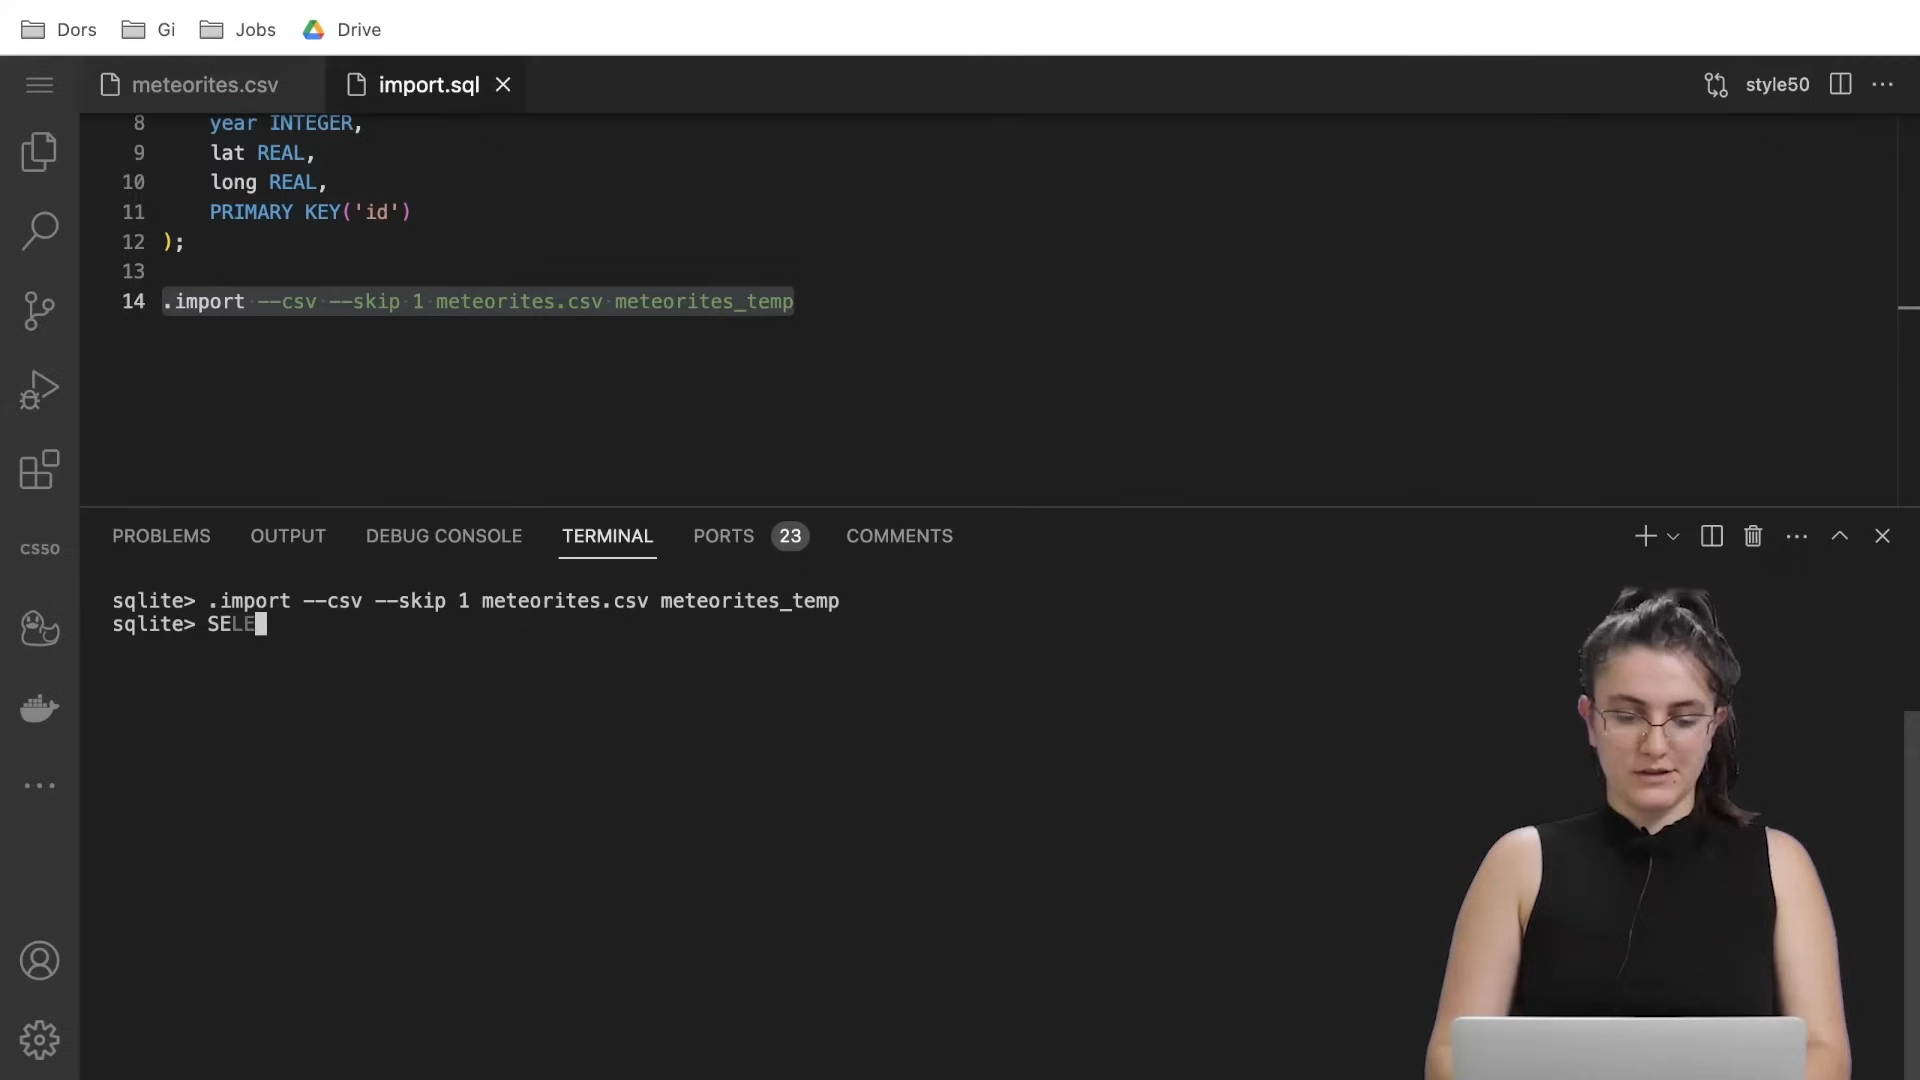 Dors Gi Jobs Drive
meteorites.csv import.sql style50
8 year INTEGER,
9 lat REAL,
10 long REAL,
11 PRIMARY KEY('id')
12 );
13
14 .import --csv --skip 1 meteorites.csv meteorites_temp
CS50
PROBLEMS OUTPUT DEBUG CONSOLE TERMINAL PORTS 23 COMMENTS
sqlite> .import --csv --skip 1 meteorites.csv meteorites_temp
sqlite> SELE